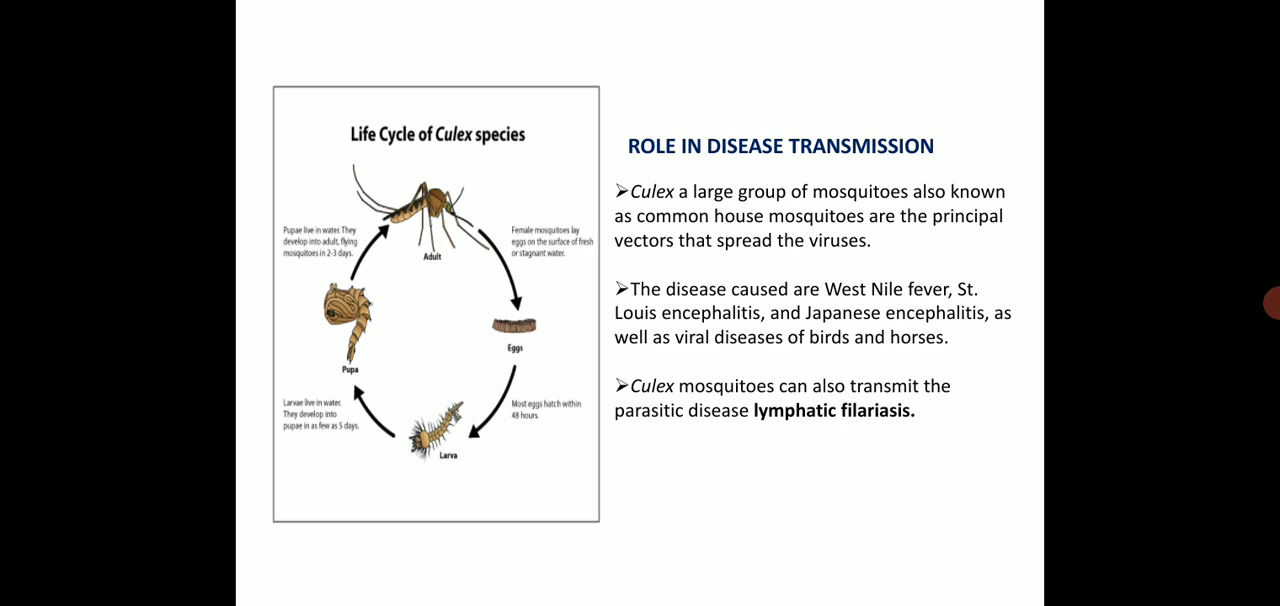 Life Cycle of Culex species
Pupae live in water. They
develop into adult, flying
mosquitoes in 2-3 days.
Female mosquitoes lay
eggs on the surface of fresh
or stagnant water.
Adult
Eggs
Pupa
Larvae live in water.
They develop into
pupae in as few as 5 days.
Most eggs hatch within
48 hours.
Larva
ROLE IN DISEASE TRANSMISSION
➢Culex a large group of mosquitoes also known
as common house mosquitoes are the principal
vectors that spread the viruses.
➢The disease caused are West Nile fever, St.
Louis encephalitis, and Japanese encephalitis, as
well as viral diseases of birds and horses.
➢Culex mosquitoes can also transmit the
parasitic disease lymphatic filariasis.